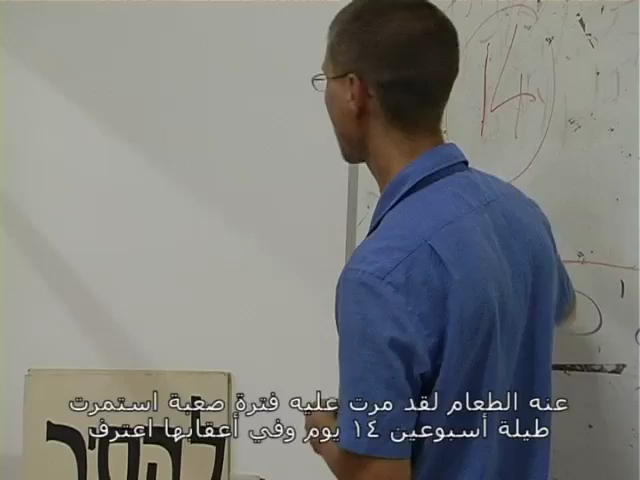 14
عنه الطعام لقد مرت عليه فترة صعبة استمرت
طيلة أسبوعين ١٤ يوم وفي أعقابها اعترف